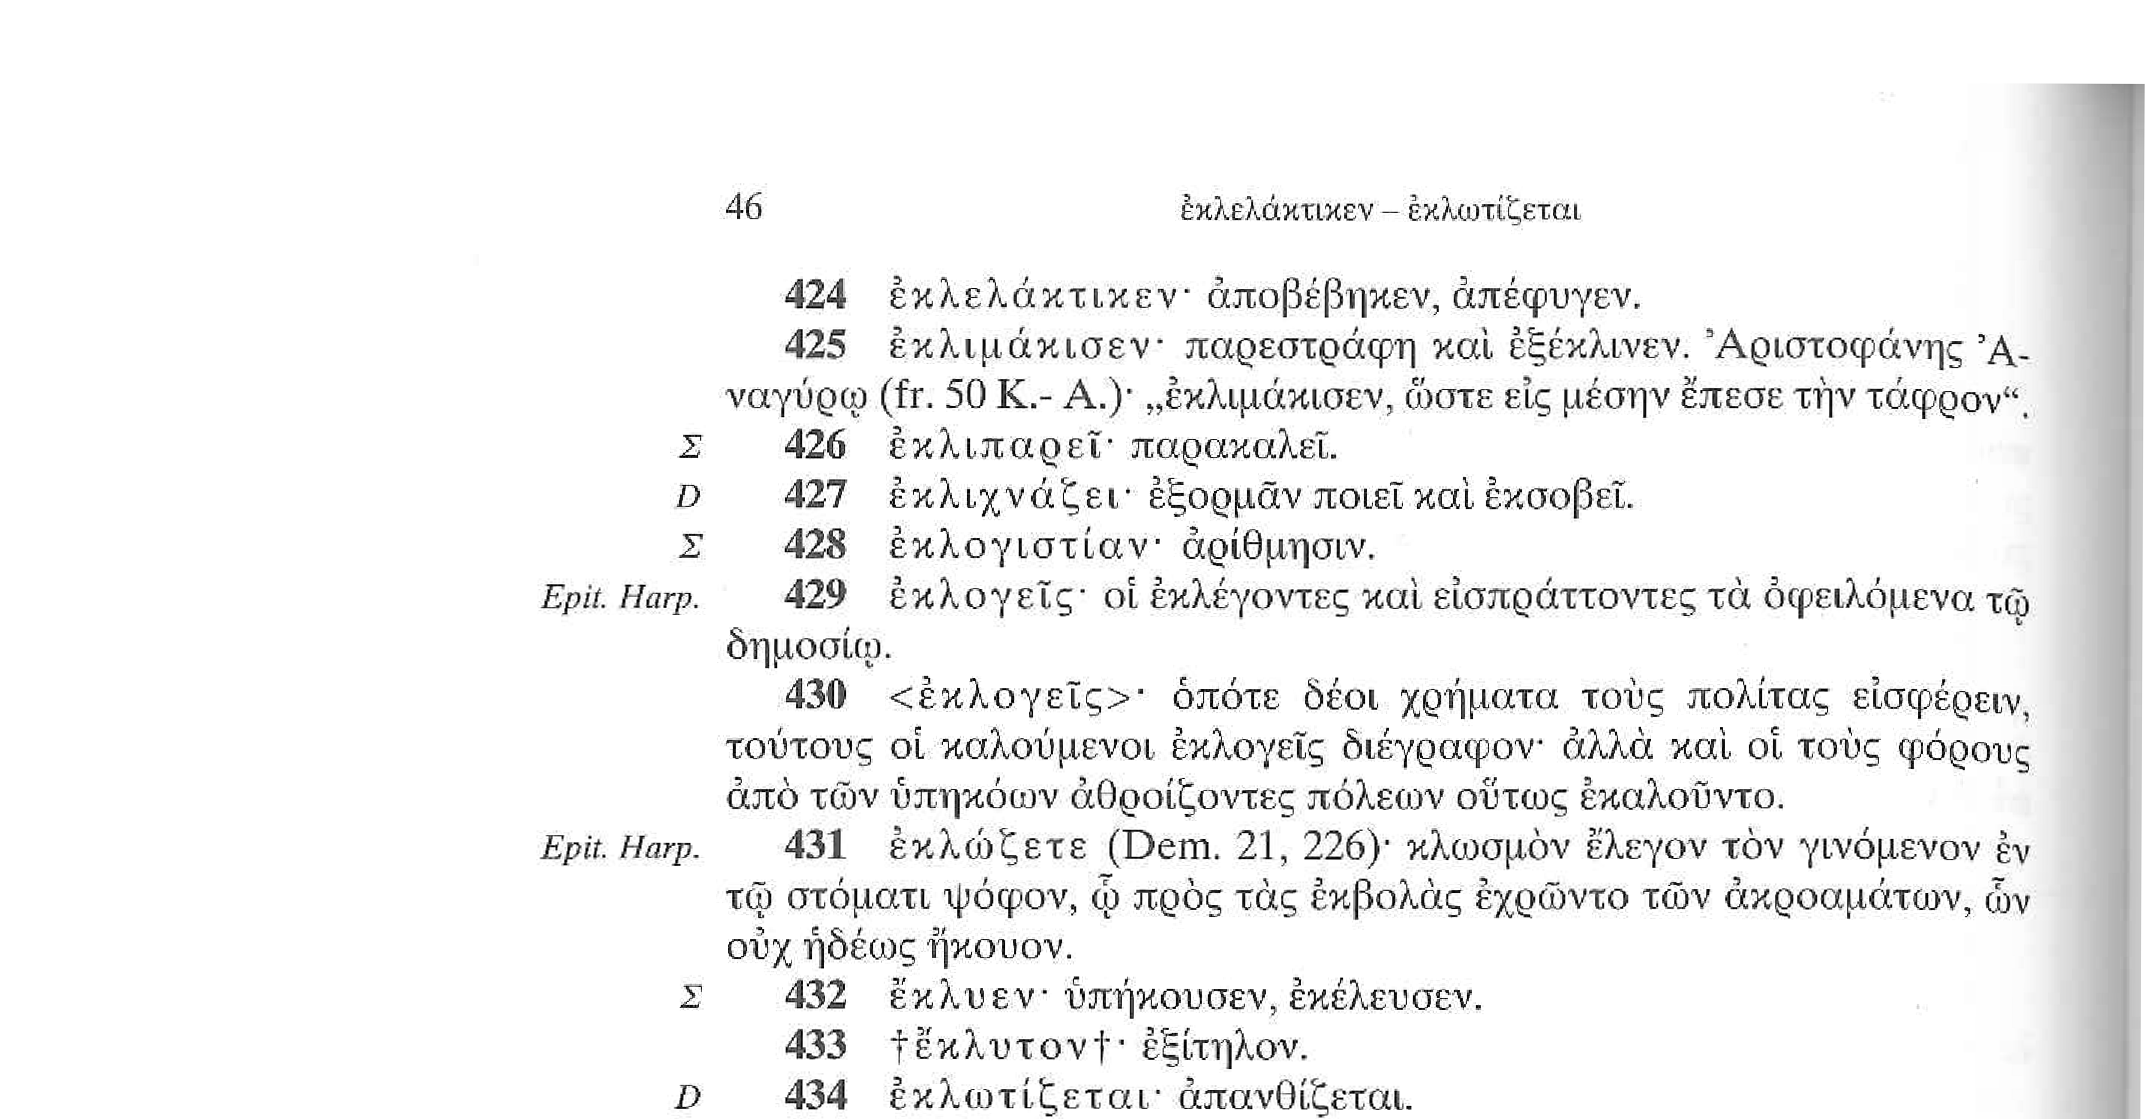 46 ἐκλελάκτικεν – ἐκλωτίζεται
424 ἐκλελάκτικεν· ἀποβέβηκεν, ἀπέφυγεν.
425 ἐκλιμάκισεν· παρεστράφη καὶ ἐξέκλινεν. Ἀριστοφάνης Ἀ-
ναγύρῳ (fr. 50 K.- A.)· „ἐκλιμάκισεν, ὥστε εἰς μέσην ἔπεσε τὴν τάφρον“.
Σ 426 ἐκλιπαρεῖ· παρακαλεῖ.
D 427 ἐκλιχνάζει· ἐξορμᾶν ποιεῖ καὶ ἐκσοβεῖ.
Σ 428 ἐκλογιστίαν· ἀρίθμησιν.
Epit. Harp. 429 ἐκλογεῖς· οἱ ἐκλέγοντες καὶ εἰσπράττοντες τὰ ὀφειλόμενα τῷ
δημοσίῳ.
430 <ἐκλογεῖς>· ὁπότε δέοι χρήματα τοὺς πολίτας εἰσφέρειν,
τούτους οἱ καλούμενοι ἐκλογεῖς διέγραφον· ἀλλὰ καὶ οἱ τοὺς φόρους
ἀπὸ τῶν ὑπηκόων ἀθροίζοντες πόλεων οὕτως ἐκαλοῦντο.
Epit. Harp. 431 ἐκλώζετε (Dem. 21, 226)· κλωσμὸν ἔλεγον τὸν γινόμενον ἐν
τῷ στόματι ψόφον, ᾧ πρὸς τὰς ἐκβολὰς ἐχρῶντο τῶν ἀκροαμάτων, ὧν
οὐχ ἡδέως ἤκουον.
Σ 432 ἔκλυεν· ὑπήκουσεν, ἐκέλευσεν.
433 †ἔκλυτον†· ἐξίτηλον.
D 434 ἐκλωτίζεται· ἀπανθίζεται.